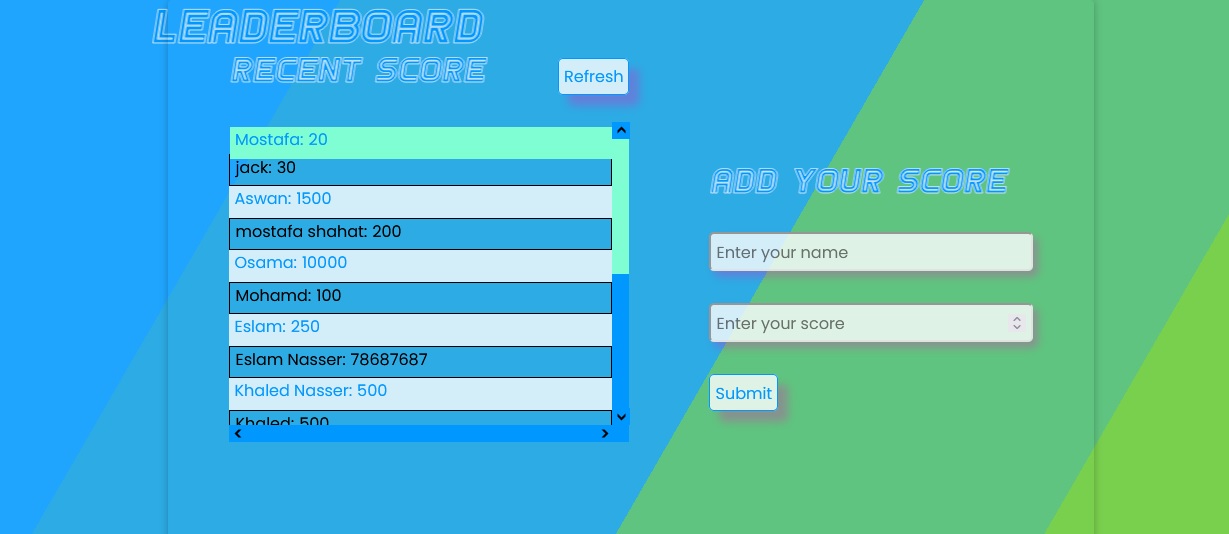 LEADERBOARD
RECENT SCORE
Refresh
Mostafa: 20
jack: 30
Aswan: 1500
mostafa shahat: 200
Osama: 10000
Mohamd: 100
Eslam: 250
Eslam Nasser: 78687687
Khaled Nasser: 500
Khaled: 500
ADD YOUR SCORE
Enter your name
Enter your score
Submit